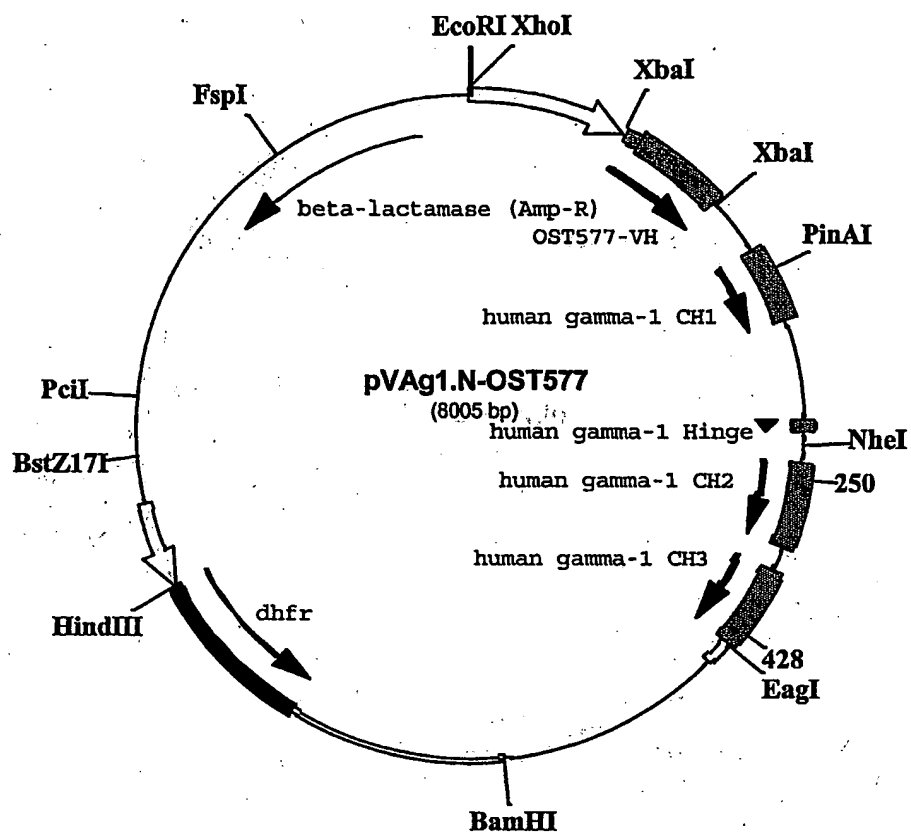 EcoRI XhoI
XbaI
FspI
XbaI
beta-lactamase (Amp-R)
OST577-VH
PinAI
human gamma-1 CH1
pVAg1.N-OST577
(8005 bp)
PciI
human gamma-1 Hinge
NheI
BstZ17I
human gamma-1 CH2
250
human gamma-1 CH3
dhfr
HindIII
428
EagI
BamHI